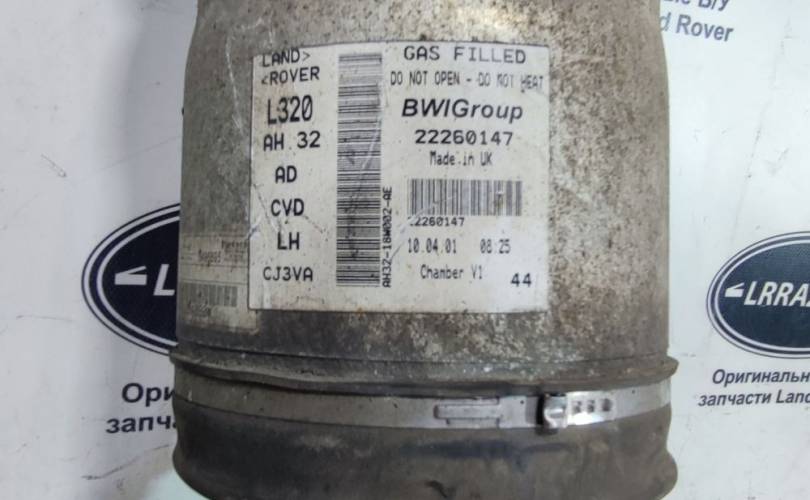 LAND>
<ROVER
L320
AH 32
AD
CVD
LH
CJ3VA
AH32-18W002-AE
GAS FILLED
DO NOT OPEN - DO NOT HEAT
BWIGroup
22260147
Made in UK
22260147
10.04.01 08:25
Chamber V1
44
Б/У
d Rover
LRRA
Оригинальн
запчасти Land
Ори
запча